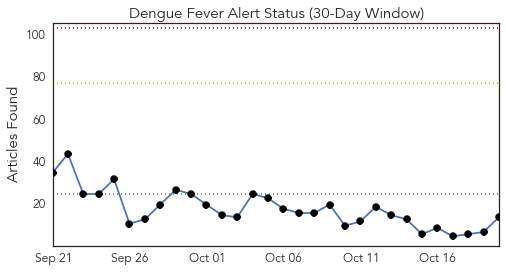 Dengue Fever Alert Status (30-Day Window)
Articles Found
100
80
60
40
20
Sep 21 Sep 26 Oct 01 Oct 06 Oct 11 Oct 16